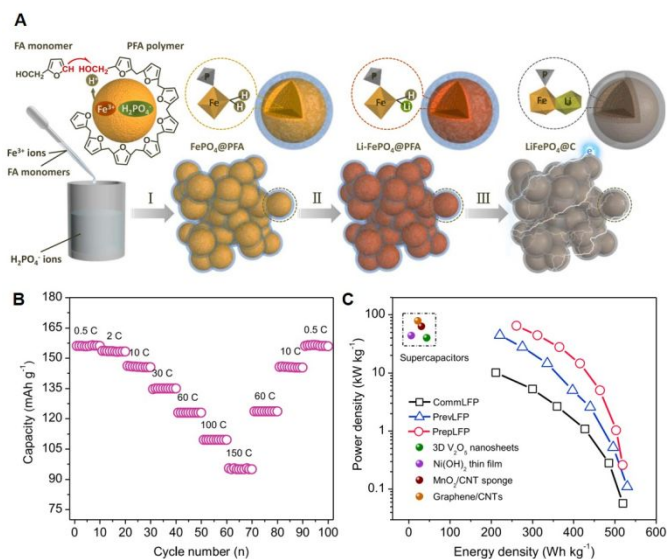 A
FA monomer
PFA polymer
HOH₂C
CH
HOH₂C
H⁺
Fe³⁺
H₂PO₄⁻
Fe³⁺ ions
FA monomers
H₂PO₄⁻ ions
P
Fe
H
H
P
Fe
H
Li
P
Fe
Li
FePO₄@PFA
Li-FePO₄@PFA
LiFePO₄@C
e⁻
I
II
III
B
Capacity (mAh g⁻¹)
180
165
150
135
120
105
90
75
0.5 C
2 C
10 C
30 C
60 C
100 C
150 C
60 C
10 C
0.5 C
0 10 20 30 40 50 60 70 80 90 100
Cycle number (n)
C
Power density (kW kg⁻¹)
100
10
1
0.1
Supercapacitors
CommLFP
PrevLFP
PrepLFP
3D V₂O₅ nanosheets
Ni(OH)₂ thin film
MnO₂/CNT sponge
Graphene/CNTs
0 100 200 300 400 500 600
Energy density (Wh kg⁻¹)